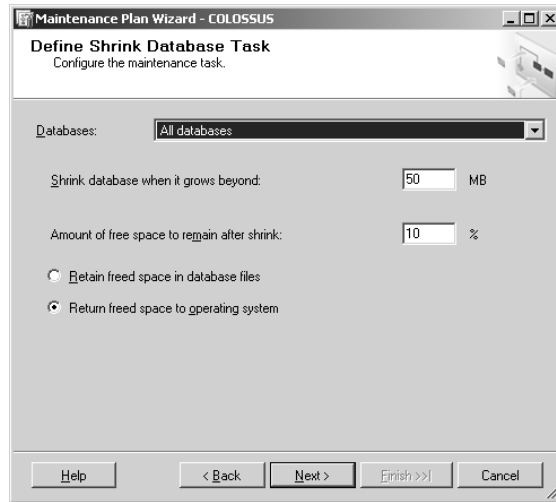 Maintenance Plan Wizard - COLOSSUS
Define Shrink Database Task
Configure the maintenance task.
Databases: All databases
Shrink database when it grows beyond: 50 MB
Amount of free space to remain after shrink: 10 %
Retain freed space in database files
Return freed space to operating system
Help < Back Next > Finish >>| Cancel